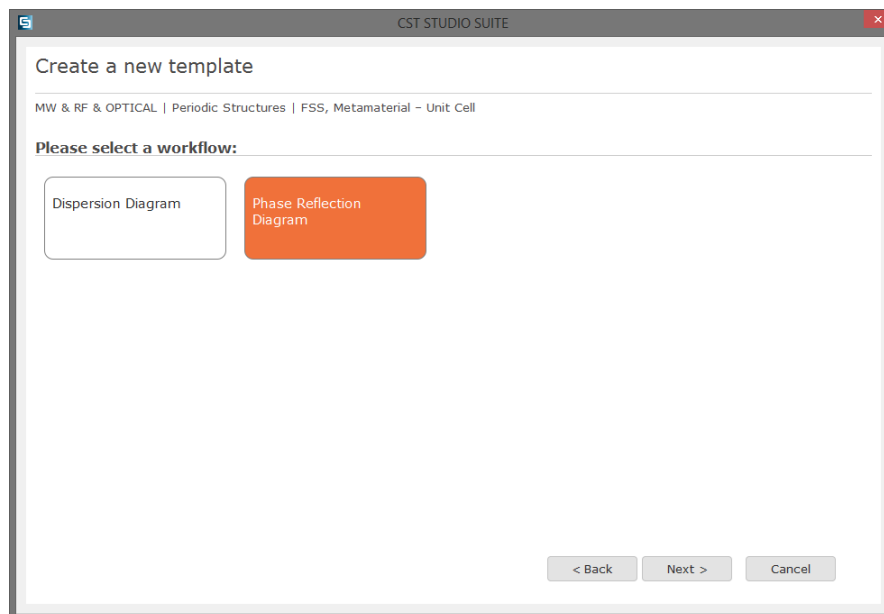 CST STUDIO SUITE
Create a new template
MW & RF & OPTICAL | Periodic Structures | FSS, Metamaterial – Unit Cell
Please select a workflow:
Dispersion Diagram
Phase Reflection
Diagram
< Back
Next >
Cancel